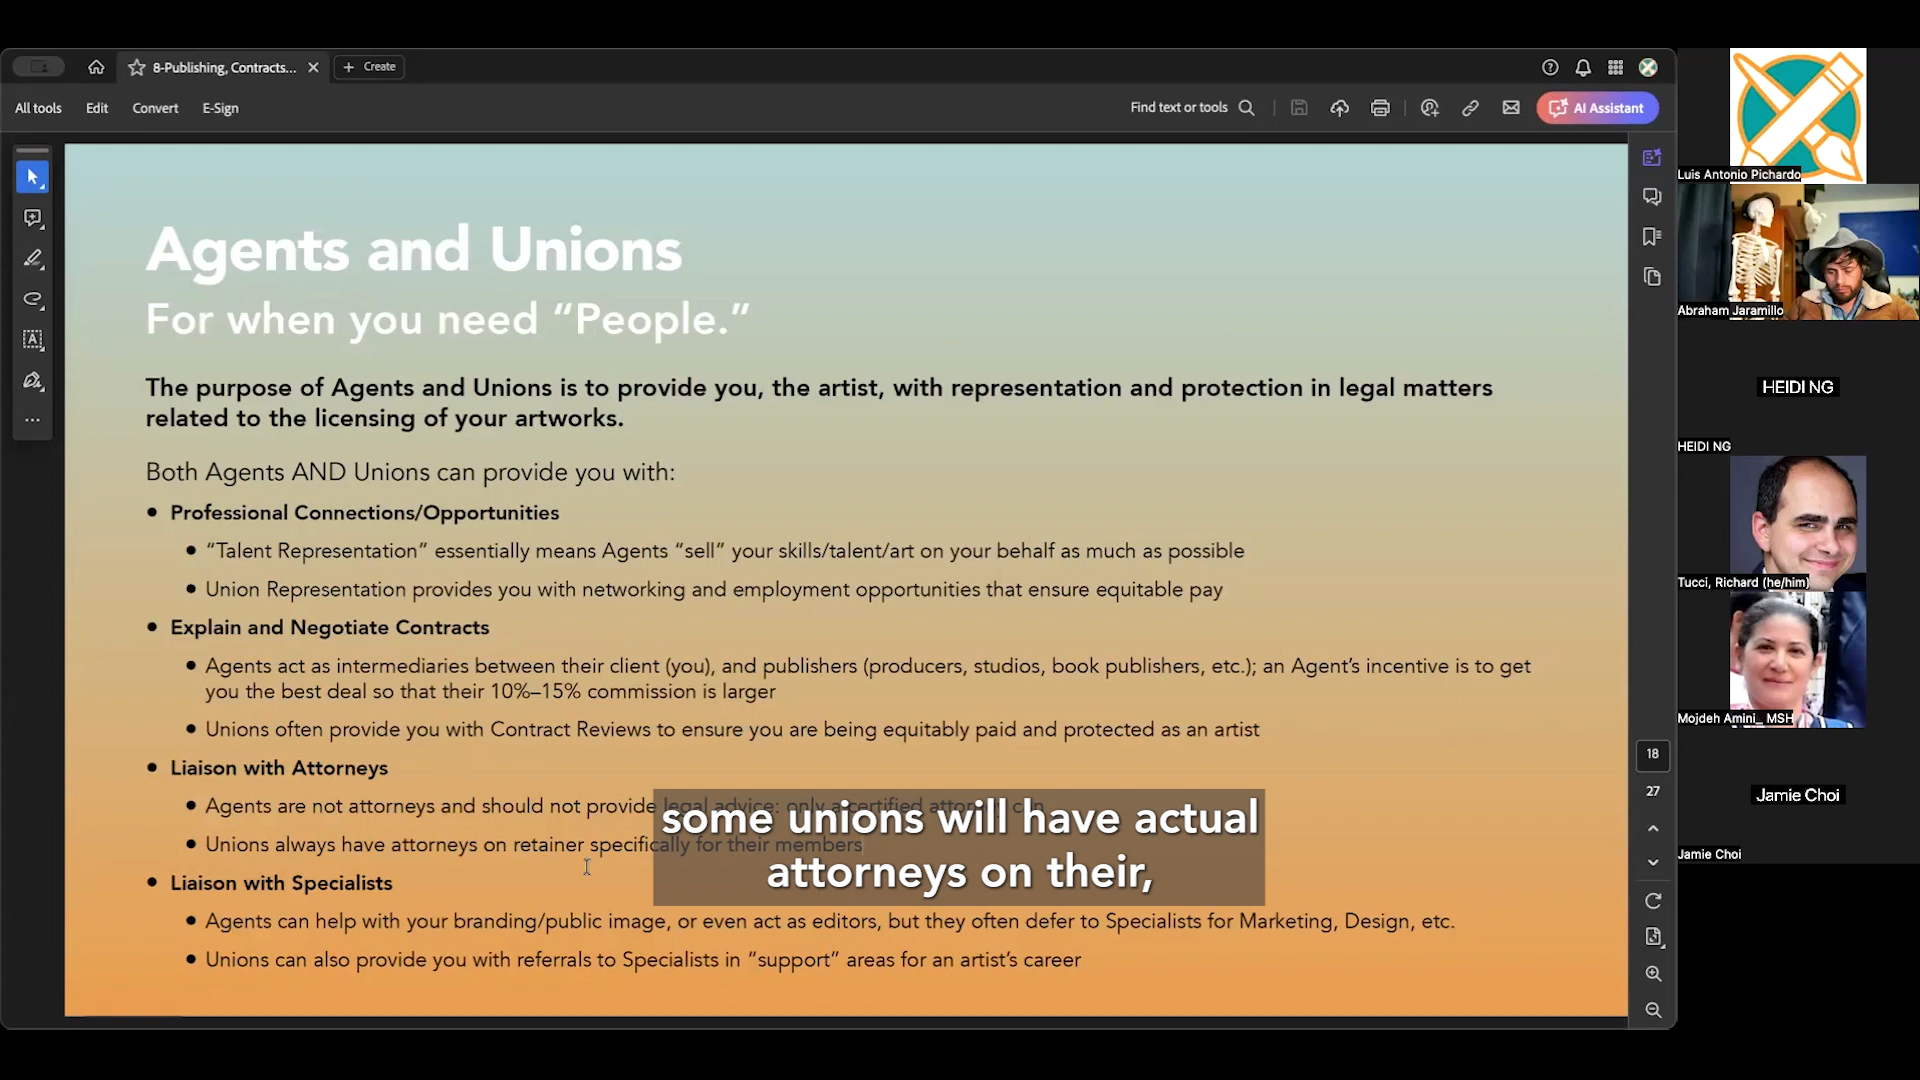 8-Publishing, Contracts...
Create
All tools
Edit
Convert
E-Sign
Find text or tools
AI Assistant
Agents and Unions
For when you need “People.”
The purpose of Agents and Unions is to provide you, the artist, with representation and protection in legal matters
related to the licensing of your artworks.
Both Agents AND Unions can provide you with:
• Professional Connections/Opportunities
• “Talent Representation” essentially means Agents “sell” your skills/talent/art on your behalf as much as possible
• Union Representation provides you with networking and employment opportunities that ensure equitable pay
• Explain and Negotiate Contracts
• Agents act as intermediaries between their client (you), and publishers (producers, studios, book publishers, etc.); an Agent’s incentive is to get
you the best deal so that their 10%–15% commission is larger
• Unions often provide you with Contract Reviews to ensure you are being equitably paid and protected as an artist
• Liaison with Attorneys
• Agents are not attorneys and should not provide legal advice: only a certified attorney can
• Unions always have attorneys on retainer specifically for their members
some unions will have actual
attorneys on their,
• Liaison with Specialists
• Agents can help with your branding/public image, or even act as editors, but they often defer to Specialists for Marketing, Design, etc.
• Unions can also provide you with referrals to Specialists in “support” areas for an artist’s career
18
27
Luis Antonio Pichardo
Abraham Jaramillo
HEIDI NG
HEIDI NG
Tucci, Richard (he/him)
Mojdeh Amini_ MSH
Jamie Choi
Jamie Choi